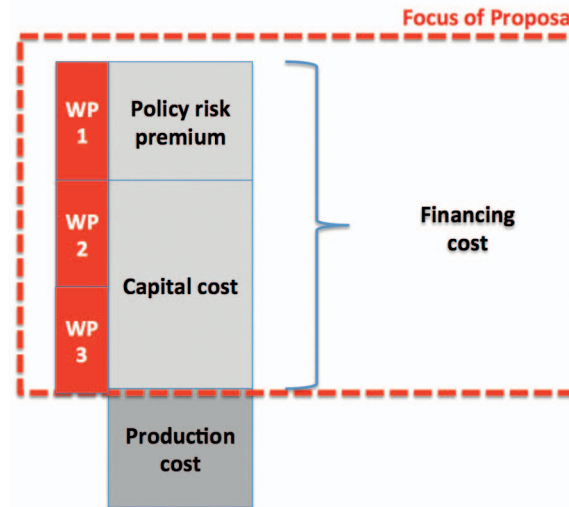 Focus of Proposa
WP
1
Policy risk
premium
WP
2
Capital cost
Financing
cost
WP
3
Production
cost